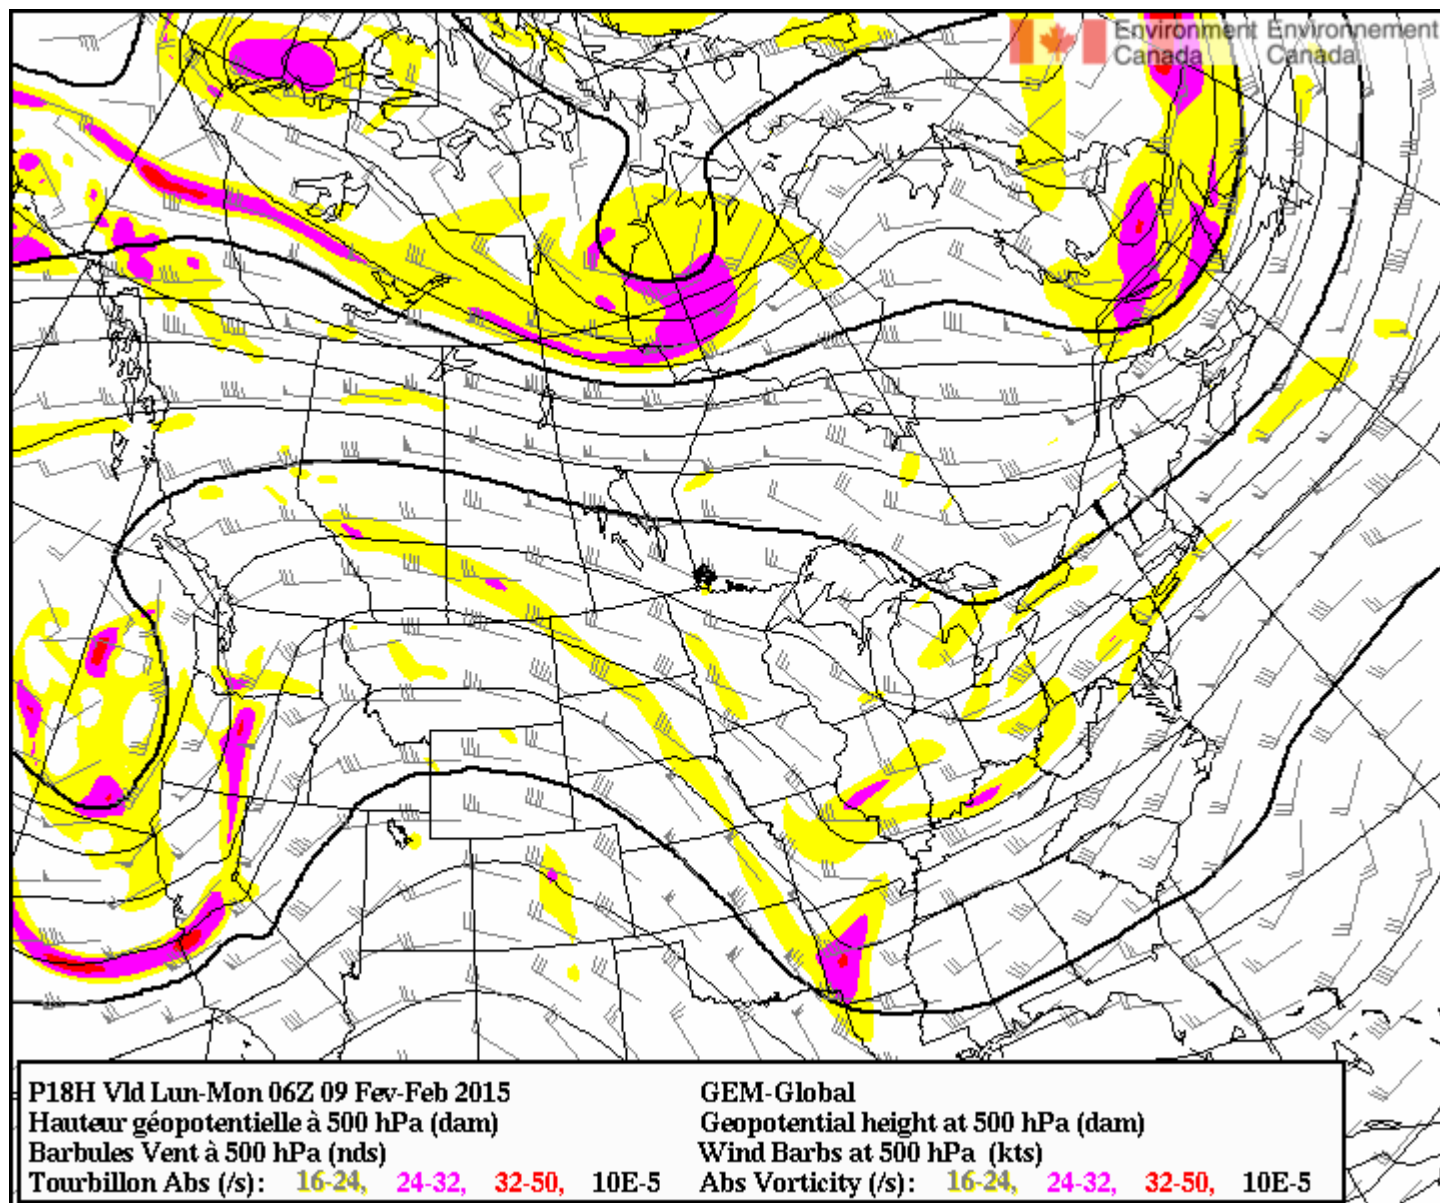 Environment Environnement
Canada Canada
P18H Vld Lun-Mon 06Z 09 Fev-Feb 2015
GEM-Global
Hauteur géopotentielle à 500 hPa (dam)
Geopotential height at 500 hPa (dam)
Barbules Vent à 500 hPa (nds)
Wind Barbs at 500 hPa (kts)
Tourbillon Abs (/s): 16-24, 24-32, 32-50, 10E-5
Abs Vorticity (/s): 16-24, 24-32, 32-50, 10E-5